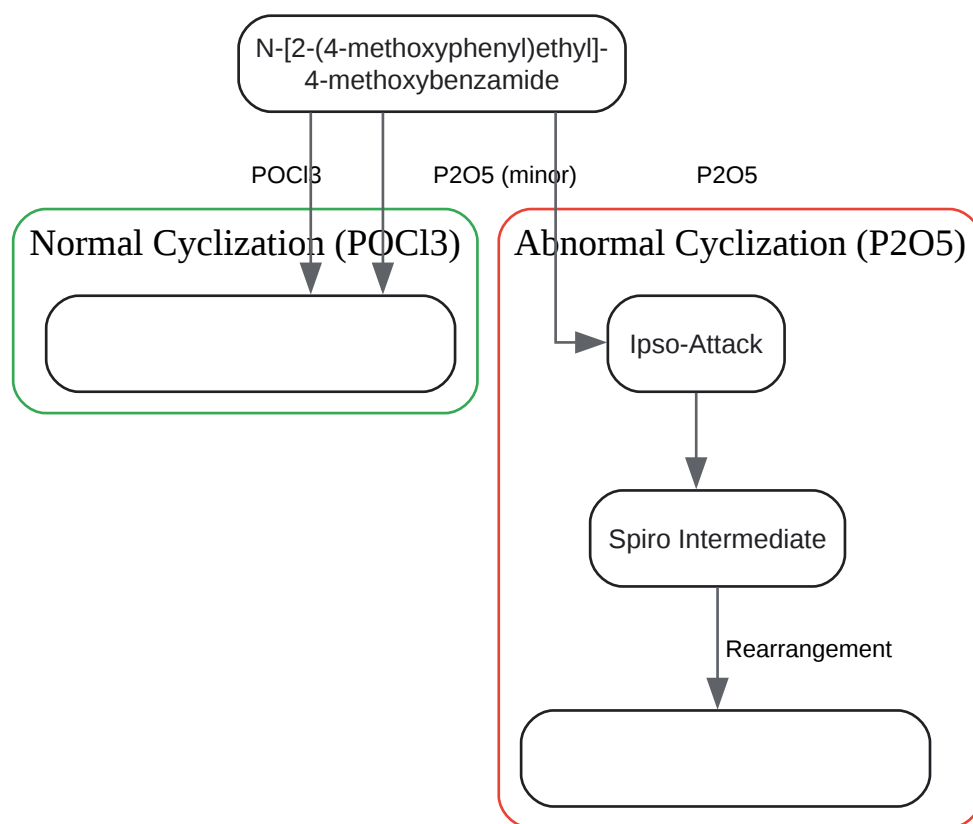 N-[2-(4-methoxyphenyl)ethyl]-
4-methoxybenzamide
POCl3
P2O5 (minor)
P2O5
Normal Cyclization (POCl3)
Abnormal Cyclization (P2O5)
Ipso-Attack
Spiro Intermediate
Rearrangement